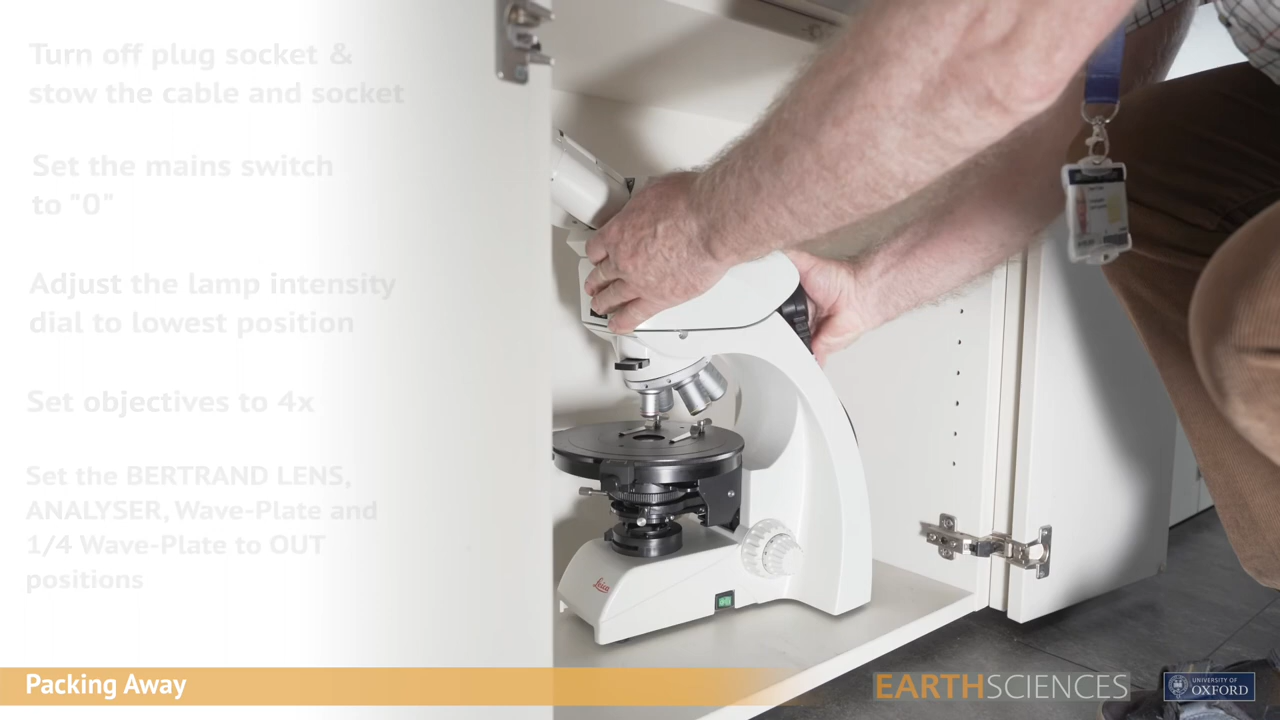 Turn off plug socket &
stow the cable and socket
Set the mains switch
to "0"
Adjust the lamp intensity
dial to lowest position
Set objectives to 4x
Set the BERTRAND LENS,
ANALYSER, Wave-Plate and
1/4 Wave-Plate to OUT
positions
Leica
Packing Away
EARTHSCIENCES
UNIVERSITY OF
OXFORD